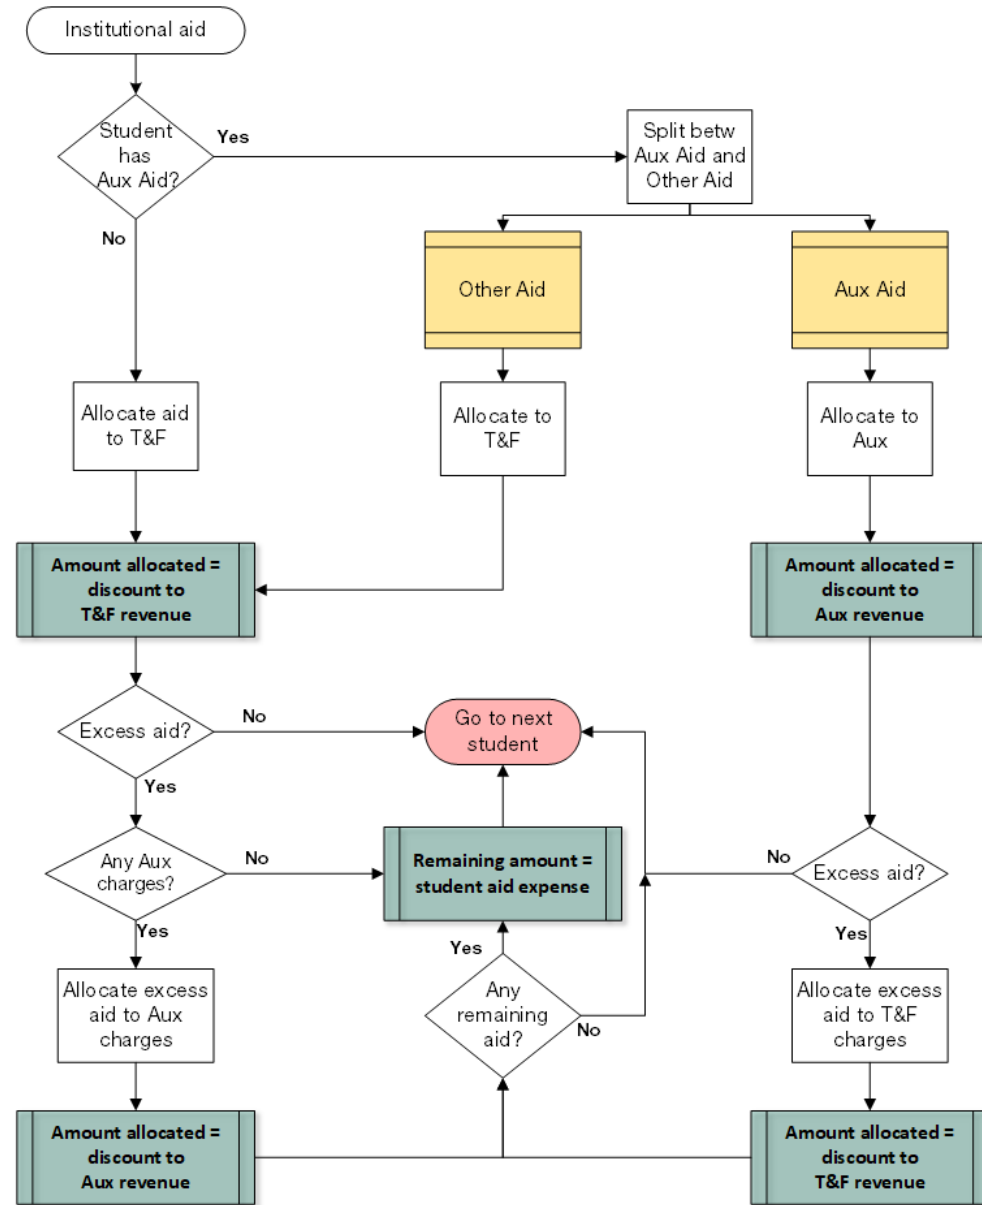 Institutional aid
Student
has
Aux Aid?
Yes
Split betw
Aux Aid and
Other Aid
No
Other Aid
Aux Aid
Allocate aid
to T&F
Allocate to
T&F
Allocate to
Aux
Amount allocated =
discount to
T&F revenue
Amount allocated =
discount to
Aux revenue
Excess aid?
No
Go to next
student
Yes
Any Aux
charges?
No
Remaining amount =
student aid expense
No
Excess aid?
Yes
Yes
Yes
Allocate excess
aid to Aux
charges
Any
remaining
aid?
No
Allocate excess
aid to T&F
charges
Amount allocated =
discount to
Aux revenue
Amount allocated =
discount to
T&F revenue